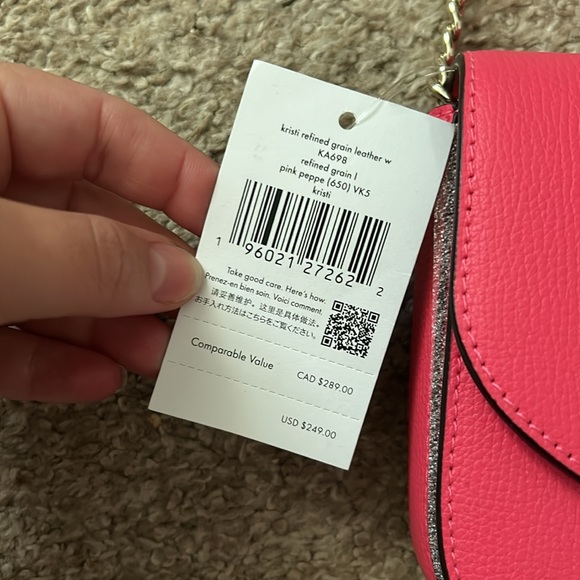 kristi refined grain leather w
KA698
refined grain l
pink peppe (650) VK5
kristi
1 96021 27262 2
Take good care. Here's how.
Prenez-en bien soin. Voici comment.
请妥善维护。这里是具体做法。
お手入れ方法はこちらをご覧ください。
Comparable Value
CAD $289.00
USD $249.00